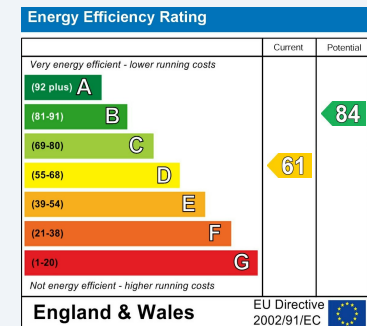 Energy Efficiency Rating
Current Potential
Very energy efficient - lower running costs
(92 plus) A
(81-91) B
84
(69-80) C
(55-68) D
61
(39-54) E
(21-38) F
(1-20) G
Not energy efficient - higher running costs
England & Wales
EU Directive
2002/91/EC